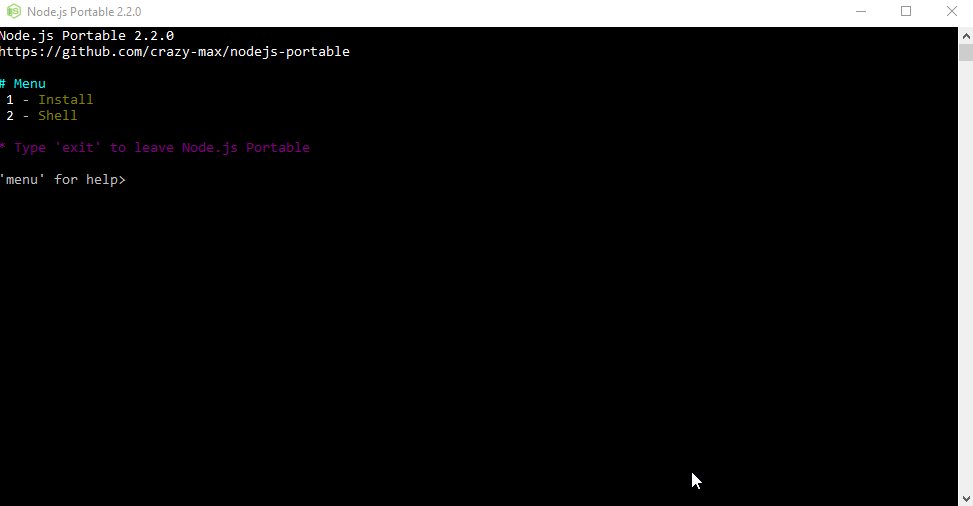 Node.js Portable 2.2.0
Node.js Portable 2.2.0
https://github.com/crazy-max/nodejs-portable
# Menu
1 - Install
2 - Shell
* Type 'exit' to leave Node.js Portable
'menu' for help>